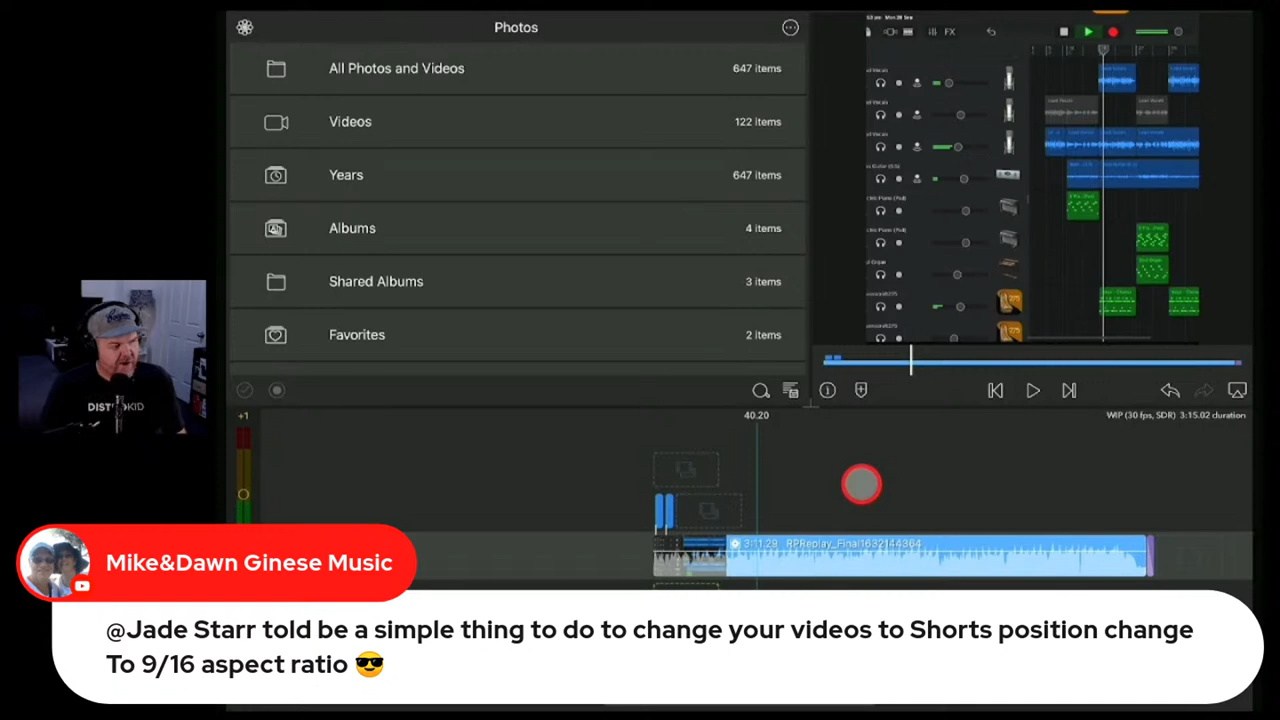 Photos
All Photos and Videos
647 items
Videos
122 items
Years
647 items
Albums
4 items
Shared Albums
3 items
Favorites
2 items
FX
+1
40.20
WIP (30 fps, SDR) 3:15.02 duration
3:11.29 RPReplay_Final1632144364
Mike&Dawn Ginese Music
@Jade Starr told be a simple thing to do to change your videos to Shorts position change
To 9/16 aspect ratio 😎